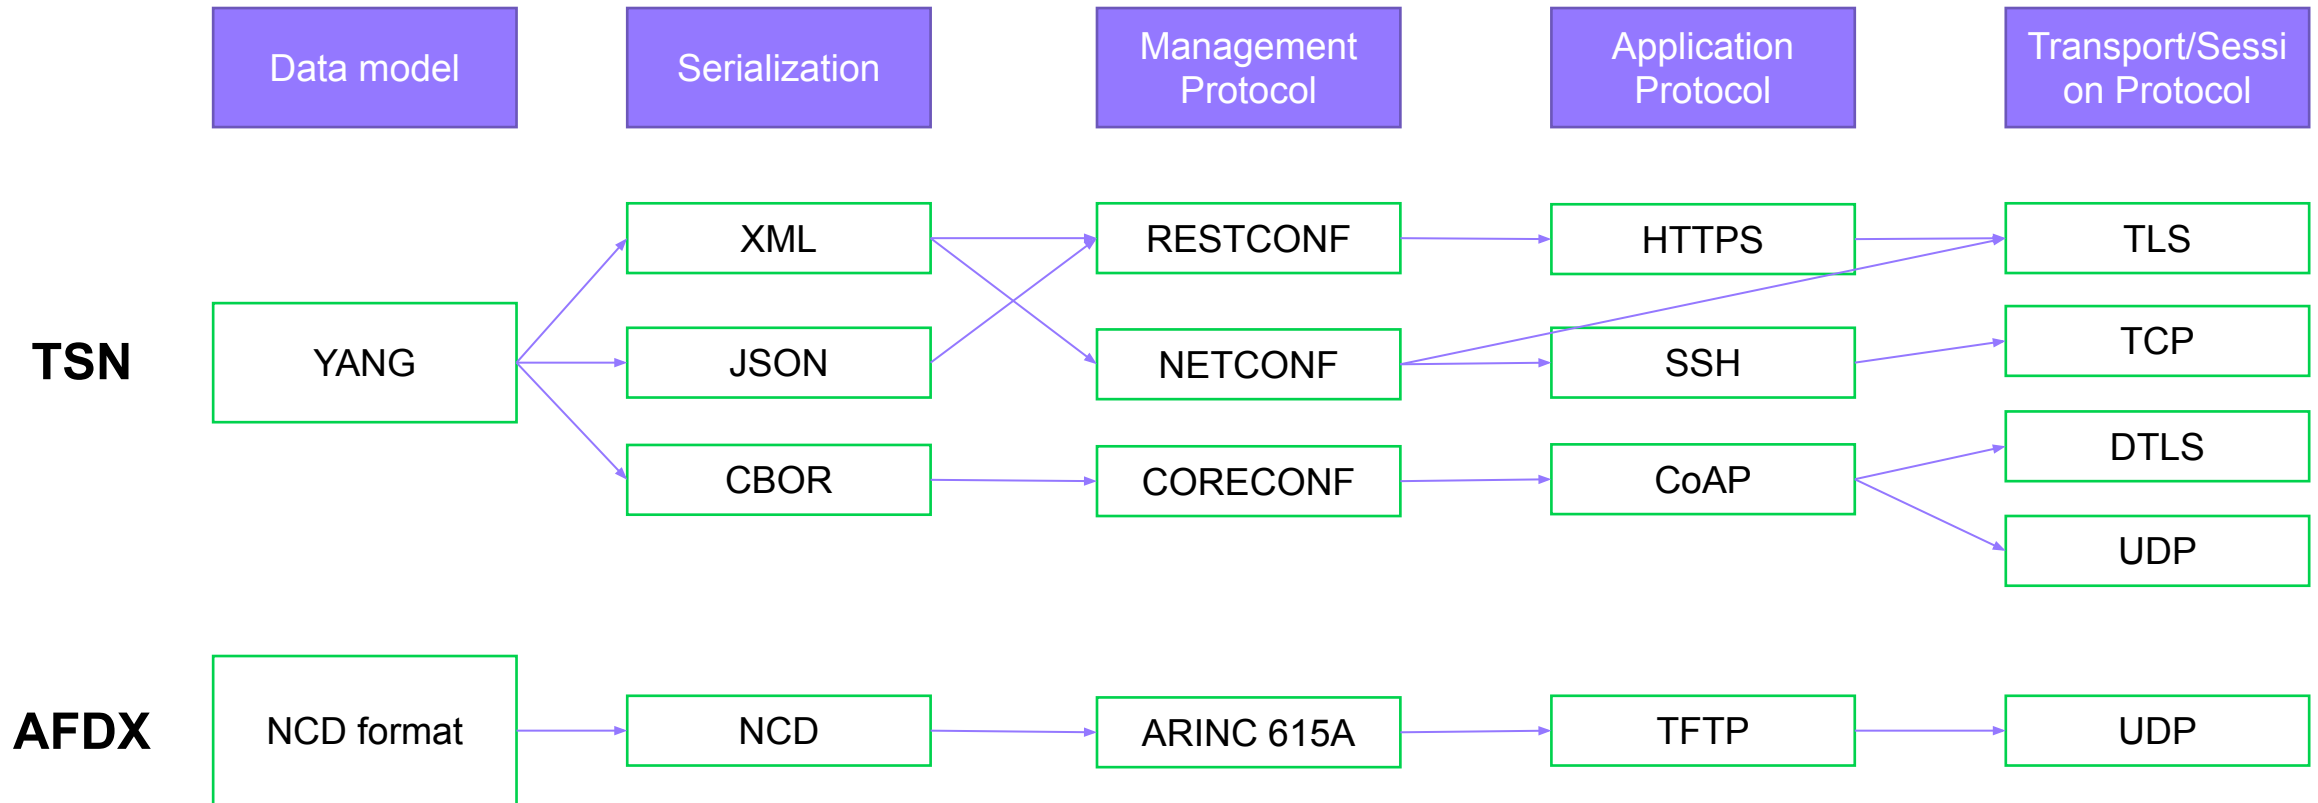 Data model
Serialization
Management
Protocol
Application
Protocol
Transport/Sessi
on Protocol
TSN
YANG
XML
JSON
CBOR
RESTCONF
NETCONF
CORECONF
HTTPS
SSH
CoAP
TLS
TCP
DTLS
UDP
AFDX
NCD format
NCD
ARINC 615A
TFTP
UDP